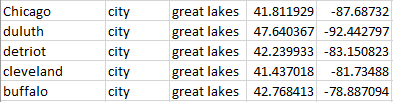 Chicago city great lakes 41.811929 -87.68732
duluth city great lakes 47.640367 -92.442797
detriot city great lakes 42.239933 -83.150823
cleveland city great lakes 41.437018 -81.73488
buffalo city great lakes 42.768413 -78.887094